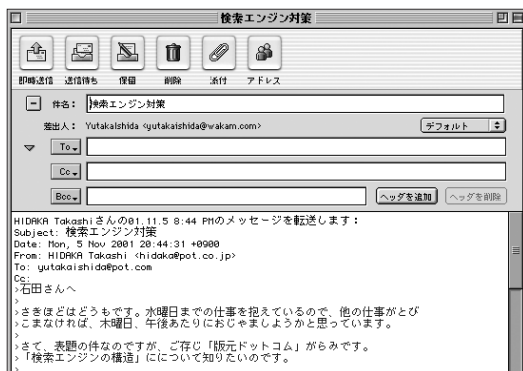 検索エンジン対策
即時送信 送信待ち 保留 削除 添付 アドレス
件名： 検索エンジン対策
差出人： YutakaIshida <yutakaishida@wakam.com> デフォルト
To
Cc
Bcc ヘッダを追加 ヘッダを削除
HIDAKA Takashiさんの01.11.5 8:44 PMのメッセージを転送します：
Subject: 検索エンジン対策
Date: Mon, 5 Nov 2001 20:44:31 +0900
From: HIDAKA Takashi <hidaka@pot.co.jp>
To: yutakaishida@pot.com
Cc:
>石田さんへ
>
>さきほどはどうもです。水曜日までの仕事を抱えているので、他の仕事がとび
>こまなければ、木曜日、午後あたりにおじゃましようかと思っています。
>
>さて、表題の件なのですが、ご存じ「版元ドットコム」がらみです。
>「検索エンジンの構造」にについて知りたいのです。
>